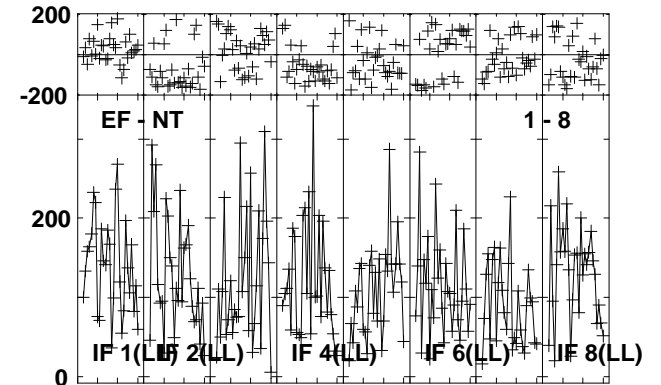 200
-200
EF - NT 1 - 8
200
IF 1(LL) IF 2(LL) IF 4(LL) IF 6(LL) IF 8(LL)
0